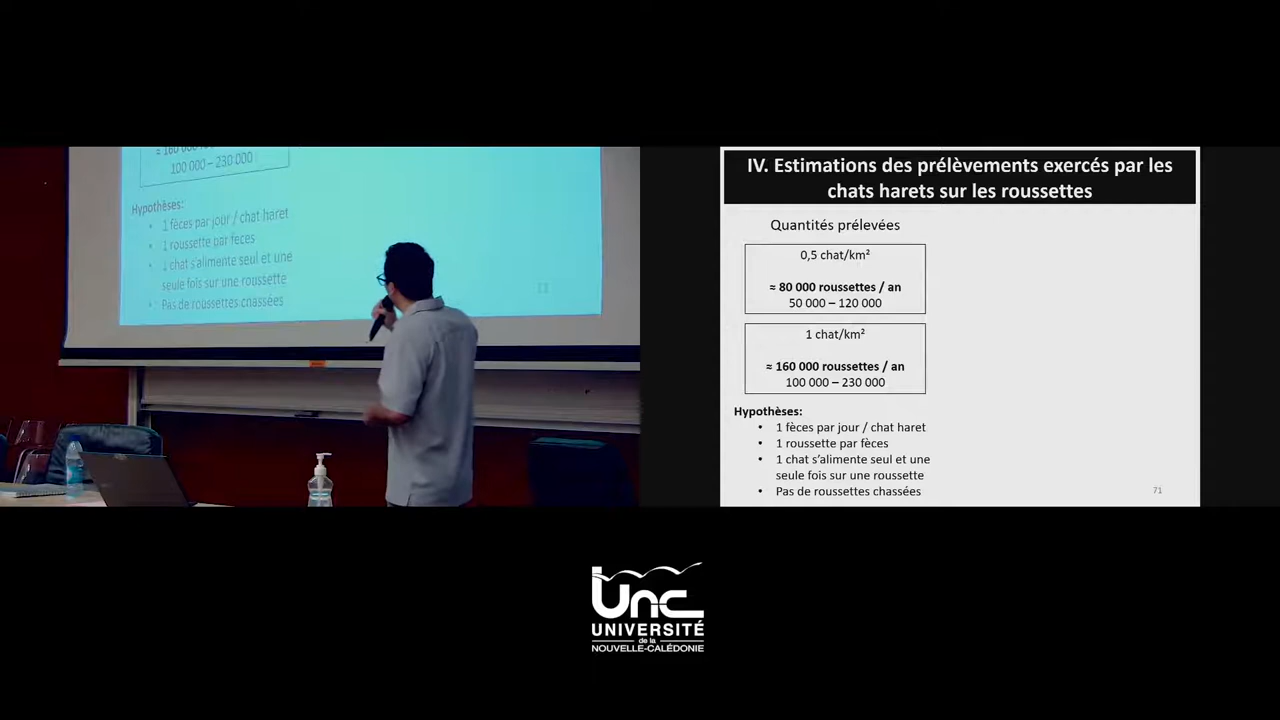 ≈ 160 000
100 000 – 230 000
Hypothèses:
• 1 fèces par jour / chat haret
• 1 roussette par fèces
• 1 chat s'alimente seul et une
seule fois sur une roussette
• Pas de roussettes chassées
IV. Estimations des prélèvements exercés par les
chats harets sur les roussettes
Quantités prélevées
0,5 chat/km²
≈ 80 000 roussettes / an
50 000 – 120 000
1 chat/km²
≈ 160 000 roussettes / an
100 000 – 230 000
Hypothèses:
• 1 fèces par jour / chat haret
• 1 roussette par fèces
• 1 chat s'alimente seul et une
seule fois sur une roussette
• Pas de roussettes chassées
71
unc
UNIVERSITÉ
de la
NOUVELLE-CALÉDONIE